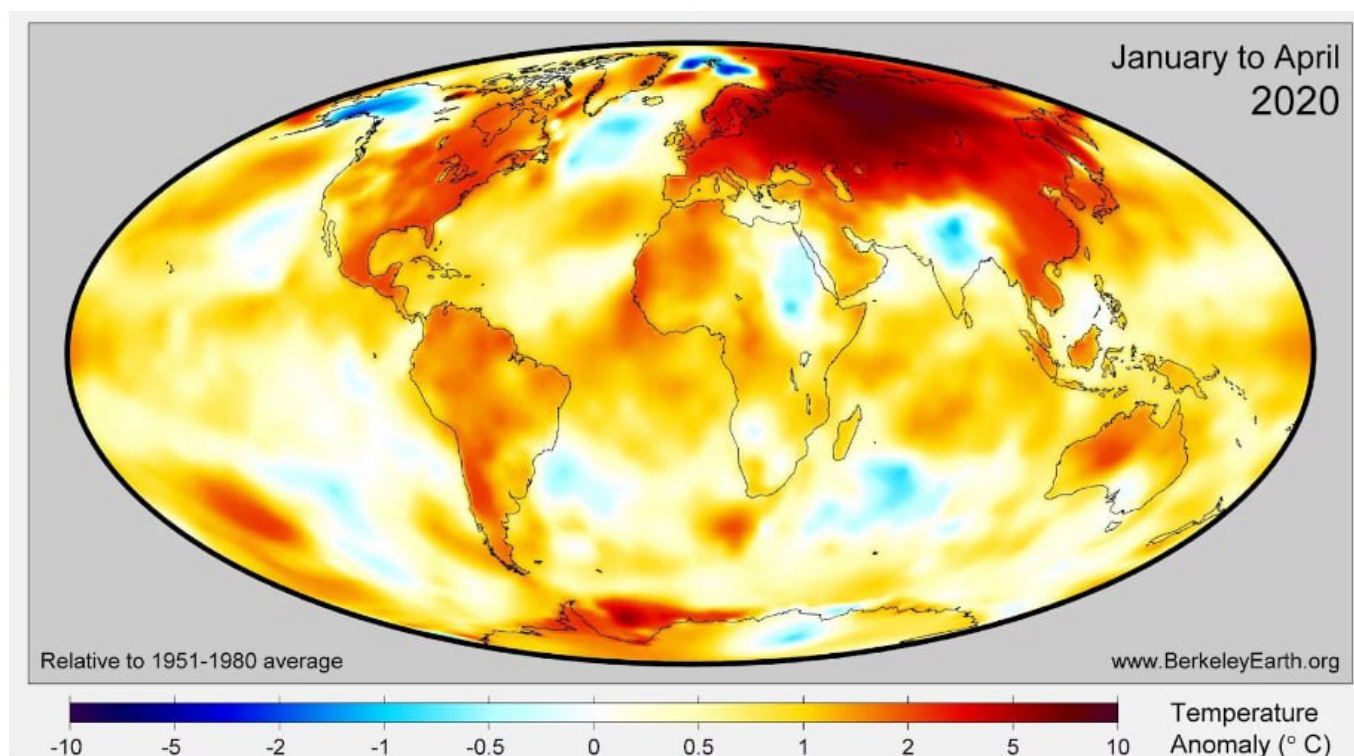 January to April
2020
Relative to 1951-1980 average
www.BerkeleyEarth.org
-10 -5 -2 -1 -0.5 0 0.5 1 2 5 10
Temperature
Anomaly (° C)